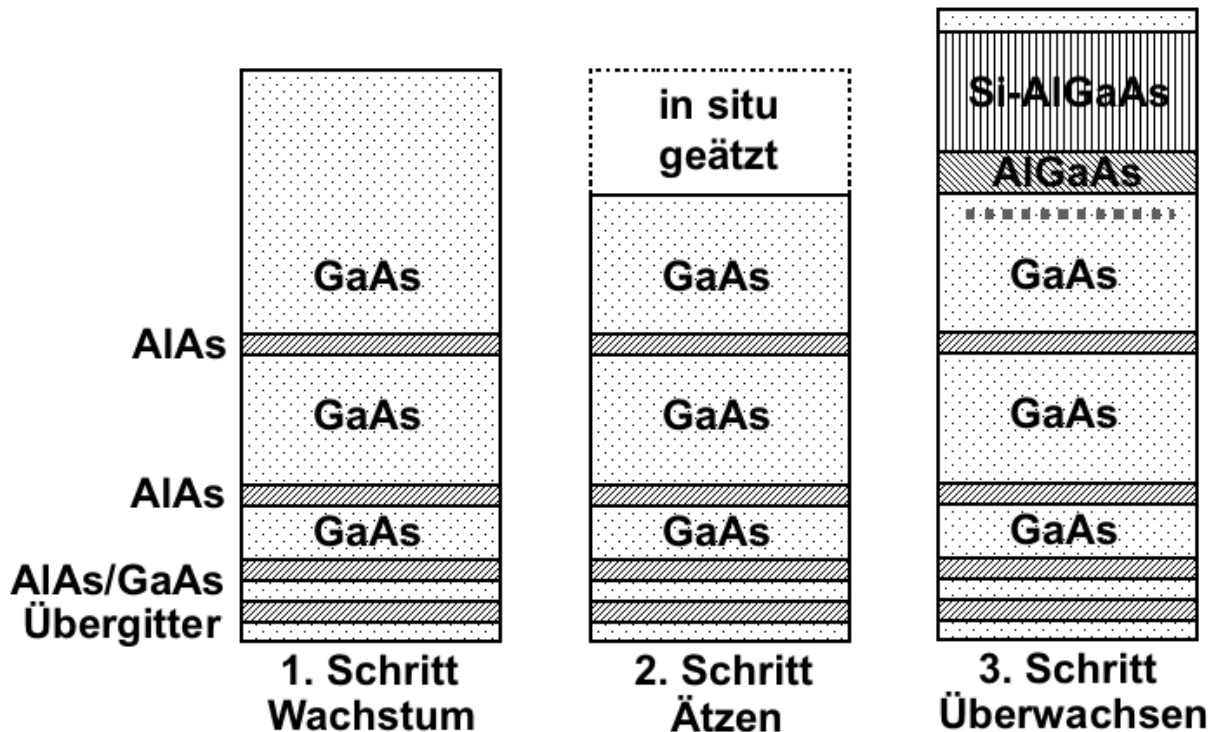 AlAs
AlAs
AlAs/GaAs
Übergitter
GaAs
GaAs
GaAs
1. Schritt
Wachstum
in situ
geätzt
GaAs
GaAs
GaAs
2. Schritt
Ätzen
Si-AlGaAs
AlGaAs
GaAs
GaAs
GaAs
3. Schritt
Überwachsen